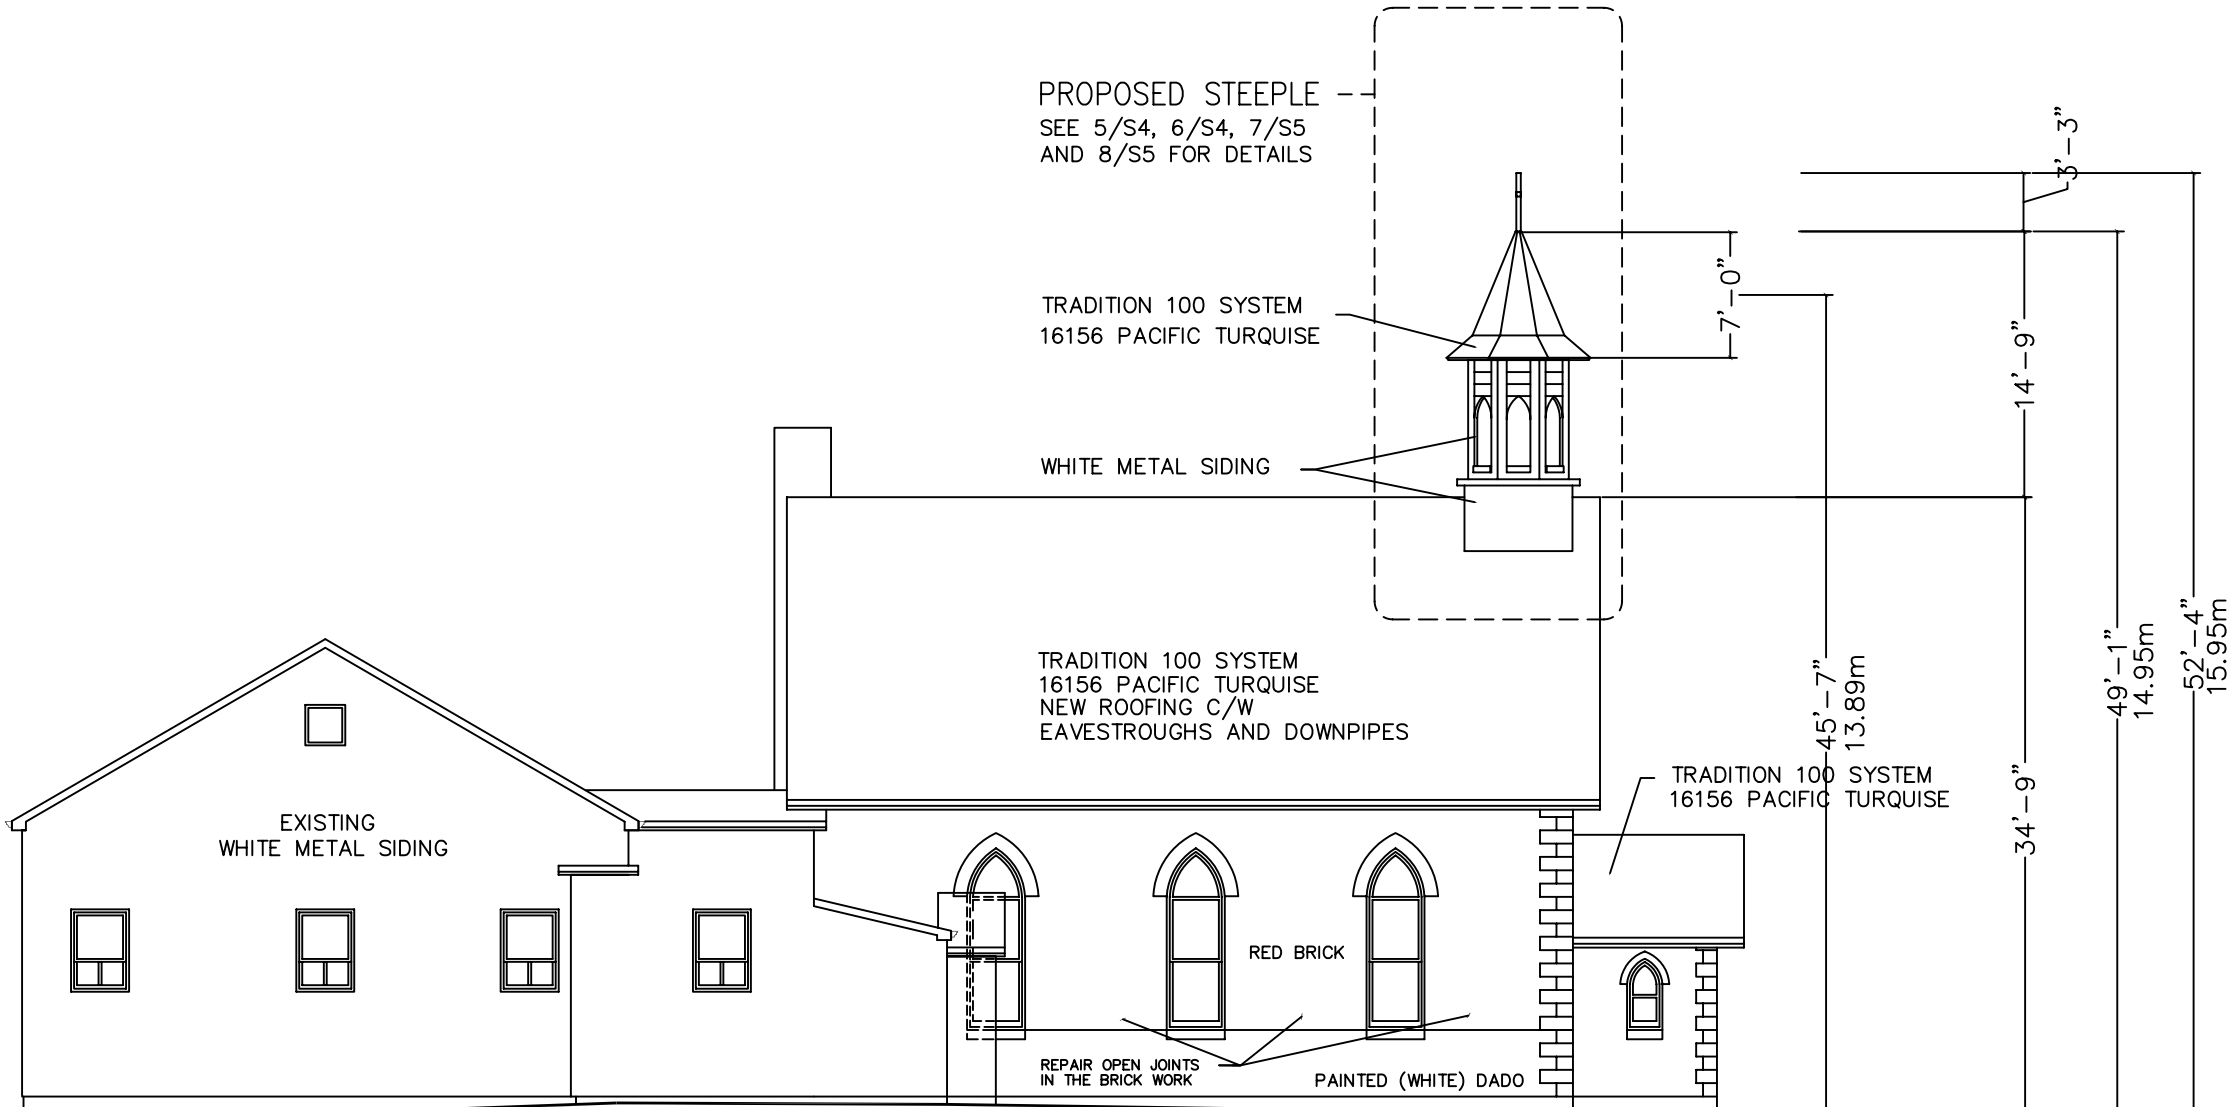 PROPOSED STEEPLE
SEE 5/S4, 6/S4, 7/S5
AND 8/S5 FOR DETAILS
3'-3"
TRADITION 100 SYSTEM
16156 PACIFIC TURQUISE
7'-0"
14'-9"
WHITE METAL SIDING
TRADITION 100 SYSTEM
16156 PACIFIC TURQUISE
NEW ROOFING C/W
EAVESTROUGHS AND DOWNPIPES
45'-7"
13.89m
49'-1"
14.95m
52'-4"
15.95m
34'-9"
TRADITION 100 SYSTEM
16156 PACIFIC TURQUISE
EXISTING
WHITE METAL SIDING
RED BRICK
REPAIR OPEN JOINTS
IN THE BRICK WORK
PAINTED (WHITE) DADO